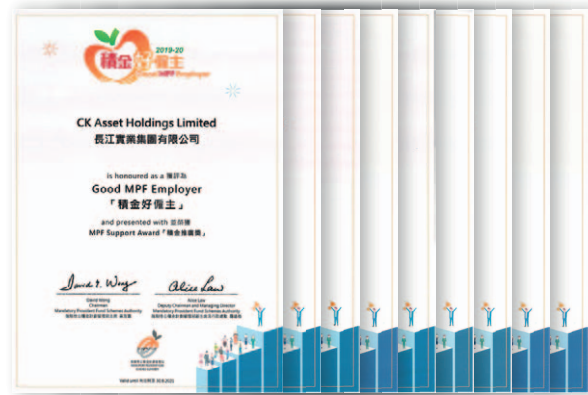 2019-20
積金好僱主
Good MPF Employer
CK Asset Holdings Limited
長江實業集團有限公司
is honoured as a 獲評為
Good MPF Employer
「積金好僱主」
and presented with 並榮獲
MPF Support Award「積金推廣獎」
David Wong
Chairman
Mandatory Provident Fund Schemes Authority
Alice Law
Deputy Chairman and Managing Director
Mandatory Provident Fund Schemes Authority